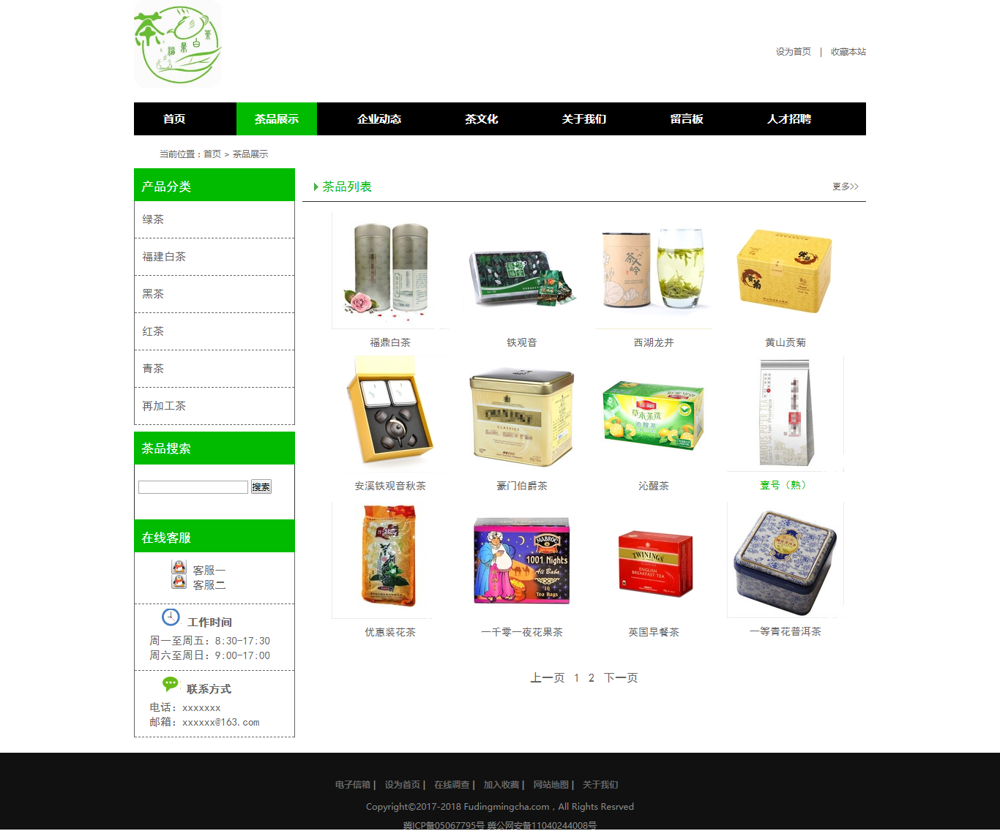 茶
福鼎白茶
设为首页 | 收藏本站
首页 茶品展示 企业动态 茶文化 关于我们 留言板 人才招聘
当前位置：首页 > 茶品展示
产品分类
绿茶
福建白茶
黑茶
红茶
青茶
再加工茶
茶品搜索
搜索
在线客服
客服一
客服二
工作时间
周一至周五: 8:30-17:30
周六至周日: 9:00-17:00
联系方式
电话: xxxxxxx
邮箱: xxxxxx@163.com
茶品列表 更多>>
福鼎白茶 铁观音 西湖龙井 黄山贡菊
CLASSICS
草本茶选
沁醒茶
FAMOUS PU'ER TEA
安溪铁观音秋茶 豪门伯爵茶 沁醒茶 壹号（熟）
MABROC
1001 Nights
Ali Baba
10
Tea Bags
TWININGS
CLASSICS
ENGLISH
BREAKFAST TEA
优惠装花茶 一千零一夜花果茶 英国早餐茶 一等青花普洱茶
上一页 1 2 下一页
电子信箱 | 设为首页 | 在线调查 | 加入收藏 | 网站地图 | 关于我们
Copyright©2017-2018 Fudingmingcha.com，All Rights Resrved
冀ICP备05067795号 冀公网安备11040244008号